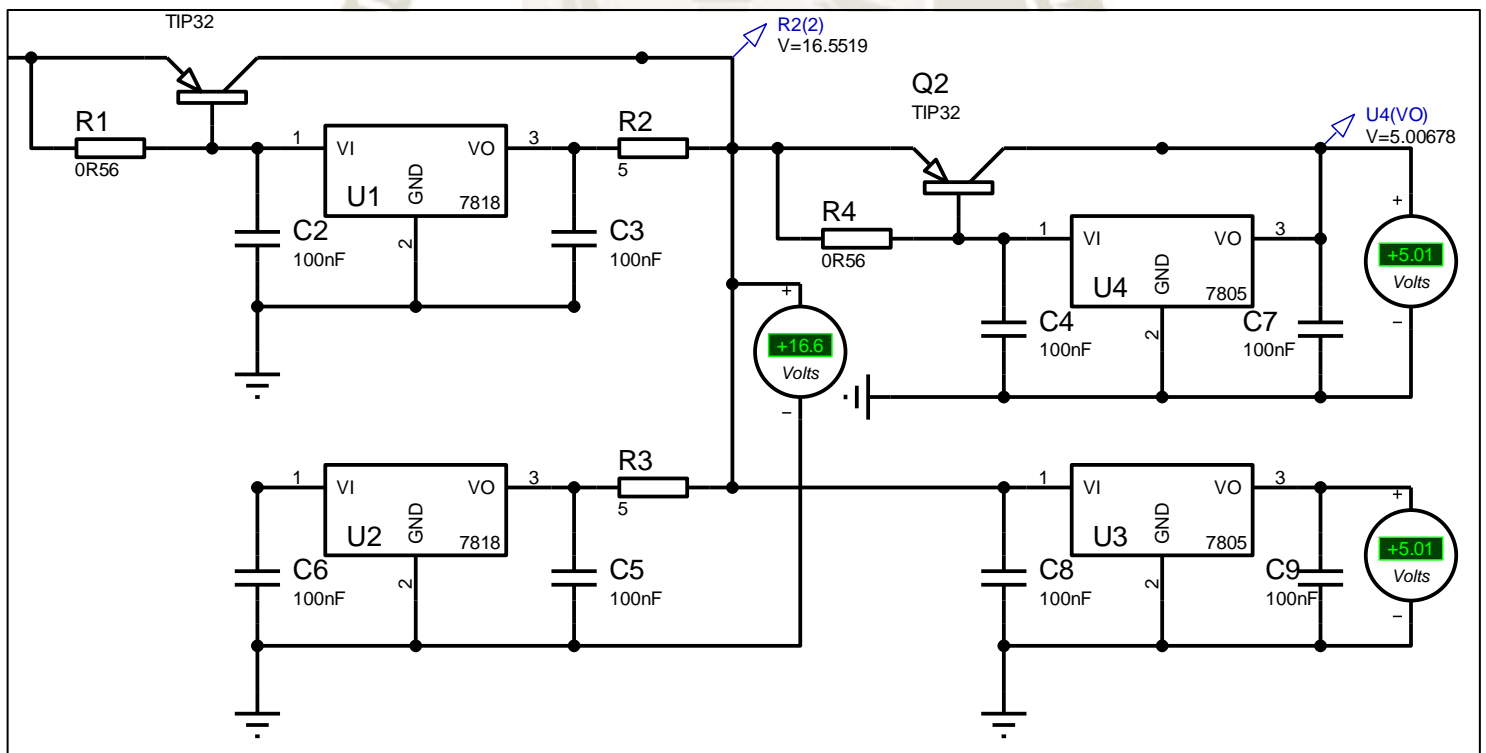 TIP32
R2(2)
V=16.5519
Q2
TIP32
U4(VO)
V=5.00678
R1
0R56
1
VI
VO
3
GND
U1
7818
2
R2
5
C2
100nF
C3
100nF
R4
0R56
1
VI
VO
3
GND
U4
7805
2
+
+5.01
Volts
−
C4
100nF
C7
100nF
+
+16.6
Volts
−
1
VI
VO
3
GND
U2
7818
2
R3
5
C6
100nF
C5
100nF
1
VI
VO
3
GND
U3
7805
2
C8
100nF
C9
100nF
+
+5.01
Volts
−